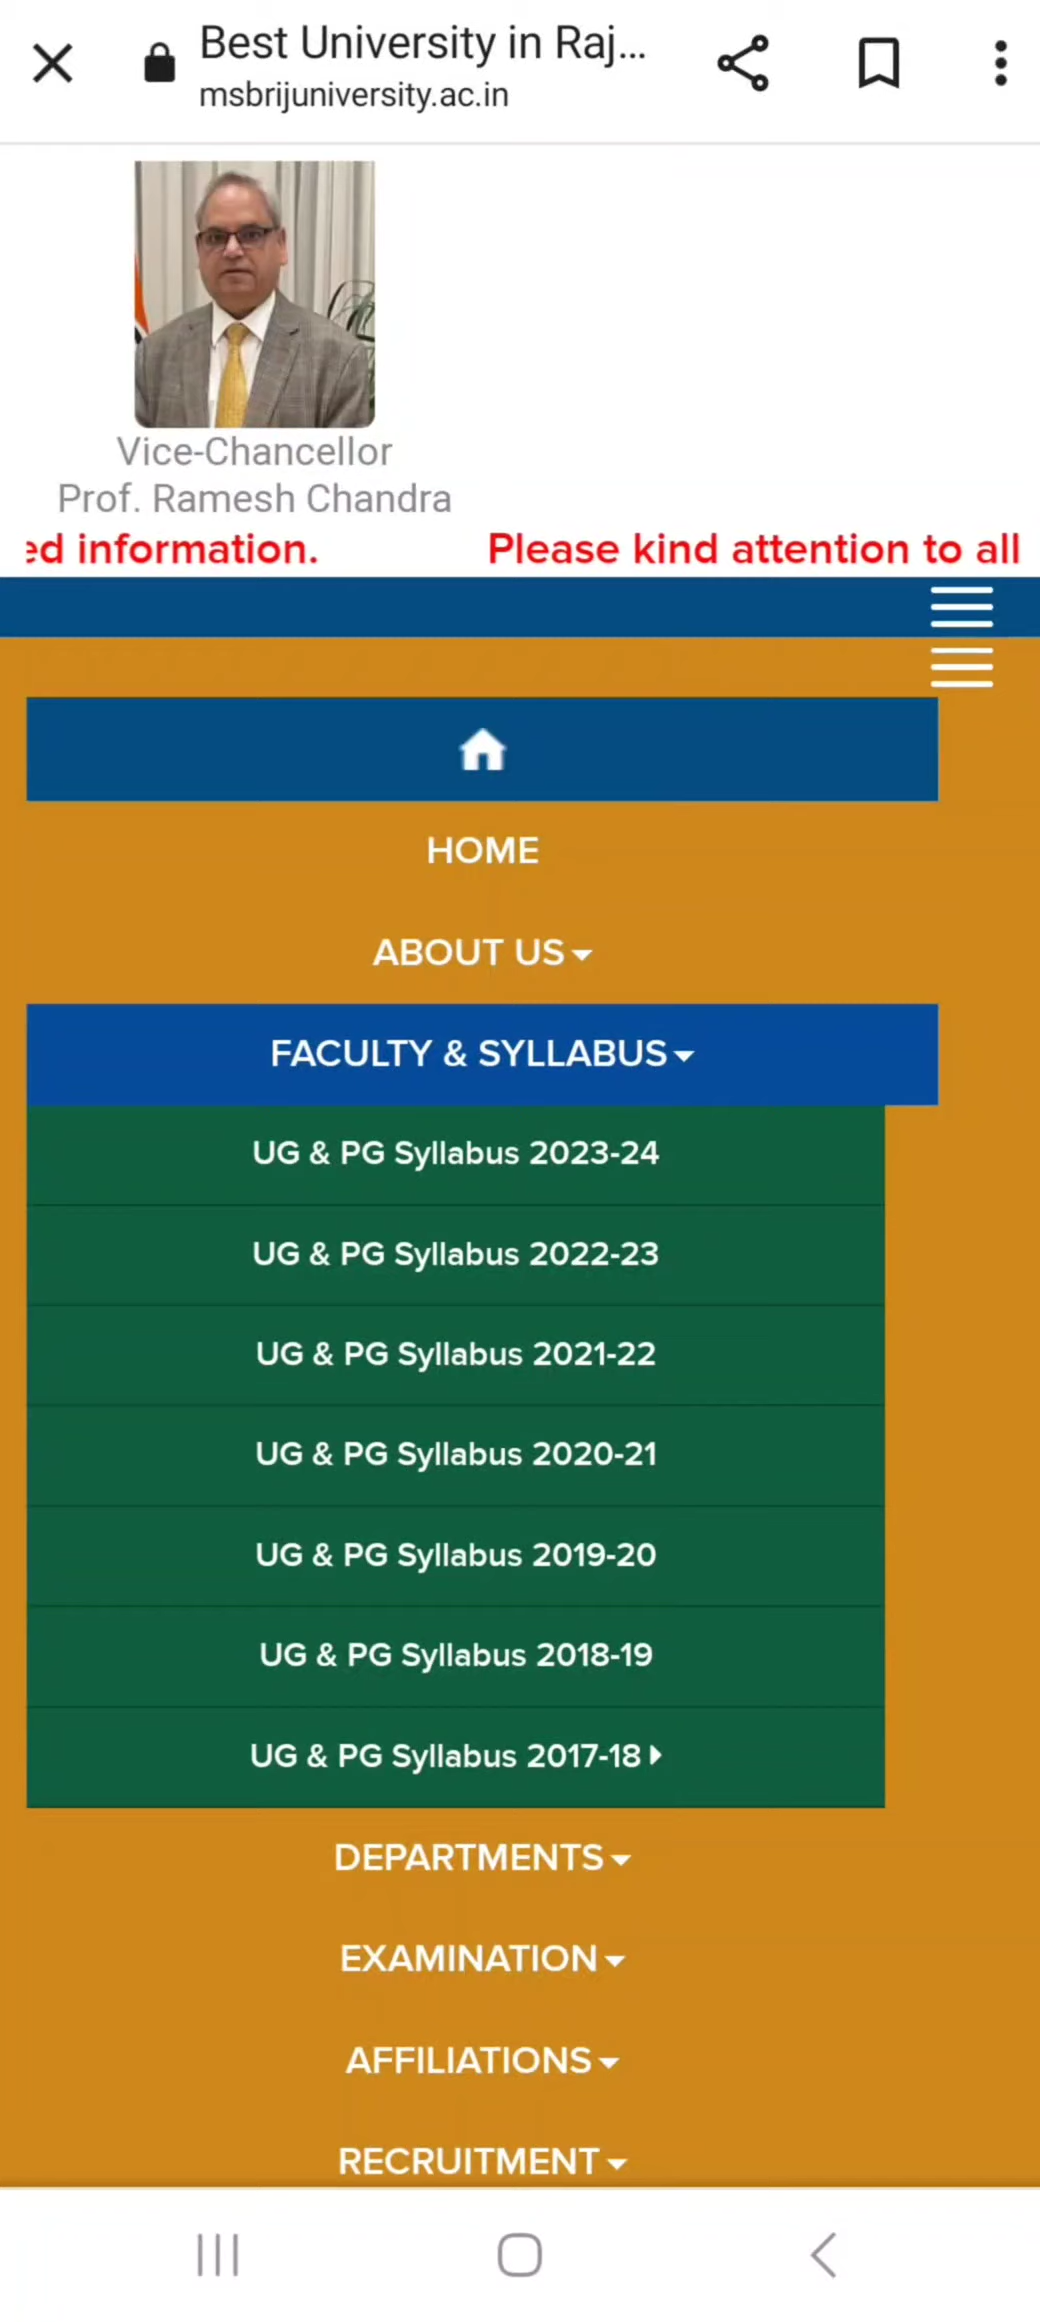 Best University in Raj...
msbrijuniversity.ac.in
Vice-Chancellor
Prof. Ramesh Chandra
ed information. Please kind attention to all
HOME
ABOUT US
FACULTY & SYLLABUS
UG & PG Syllabus 2023-24
UG & PG Syllabus 2022-23
UG & PG Syllabus 2021-22
UG & PG Syllabus 2020-21
UG & PG Syllabus 2019-20
UG & PG Syllabus 2018-19
UG & PG Syllabus 2017-18
DEPARTMENTS
EXAMINATION
AFFILIATIONS
RECRUITMENT